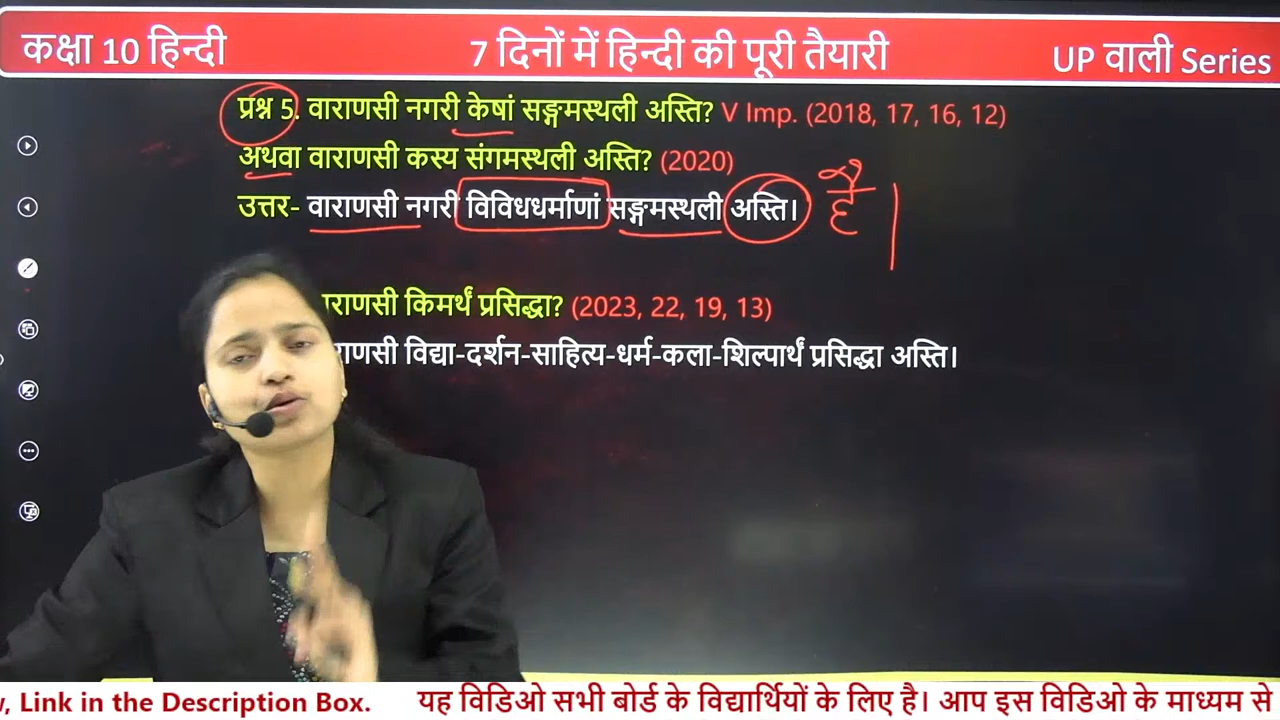 कक्षा 10 हिन्दी 7 दिनों में हिन्दी की पूरी तैयारी UP वाली Series
प्रश्न 5. वाराणसी नगरी केषां सङ्गमस्थली अस्ति? V Imp. (2018, 17, 16, 12)
अथवा वाराणसी कस्य संगमस्थली अस्ति? (2020)
उत्तर- वाराणसी नगरी विविधधर्माणां सङ्गमस्थली अस्ति। है।
किमर्थं प्रसिद्धा? (2023, 22, 19, 13)
विद्या-दर्शन-साहित्य-धर्म-कला-शिल्पार्थं प्रसिद्धा अस्ति।
Link in the Description Box. यह विडिओ सभी बोर्ड के विद्यार्थियों के लिए है। आप इस विडिओ के माध्यम से